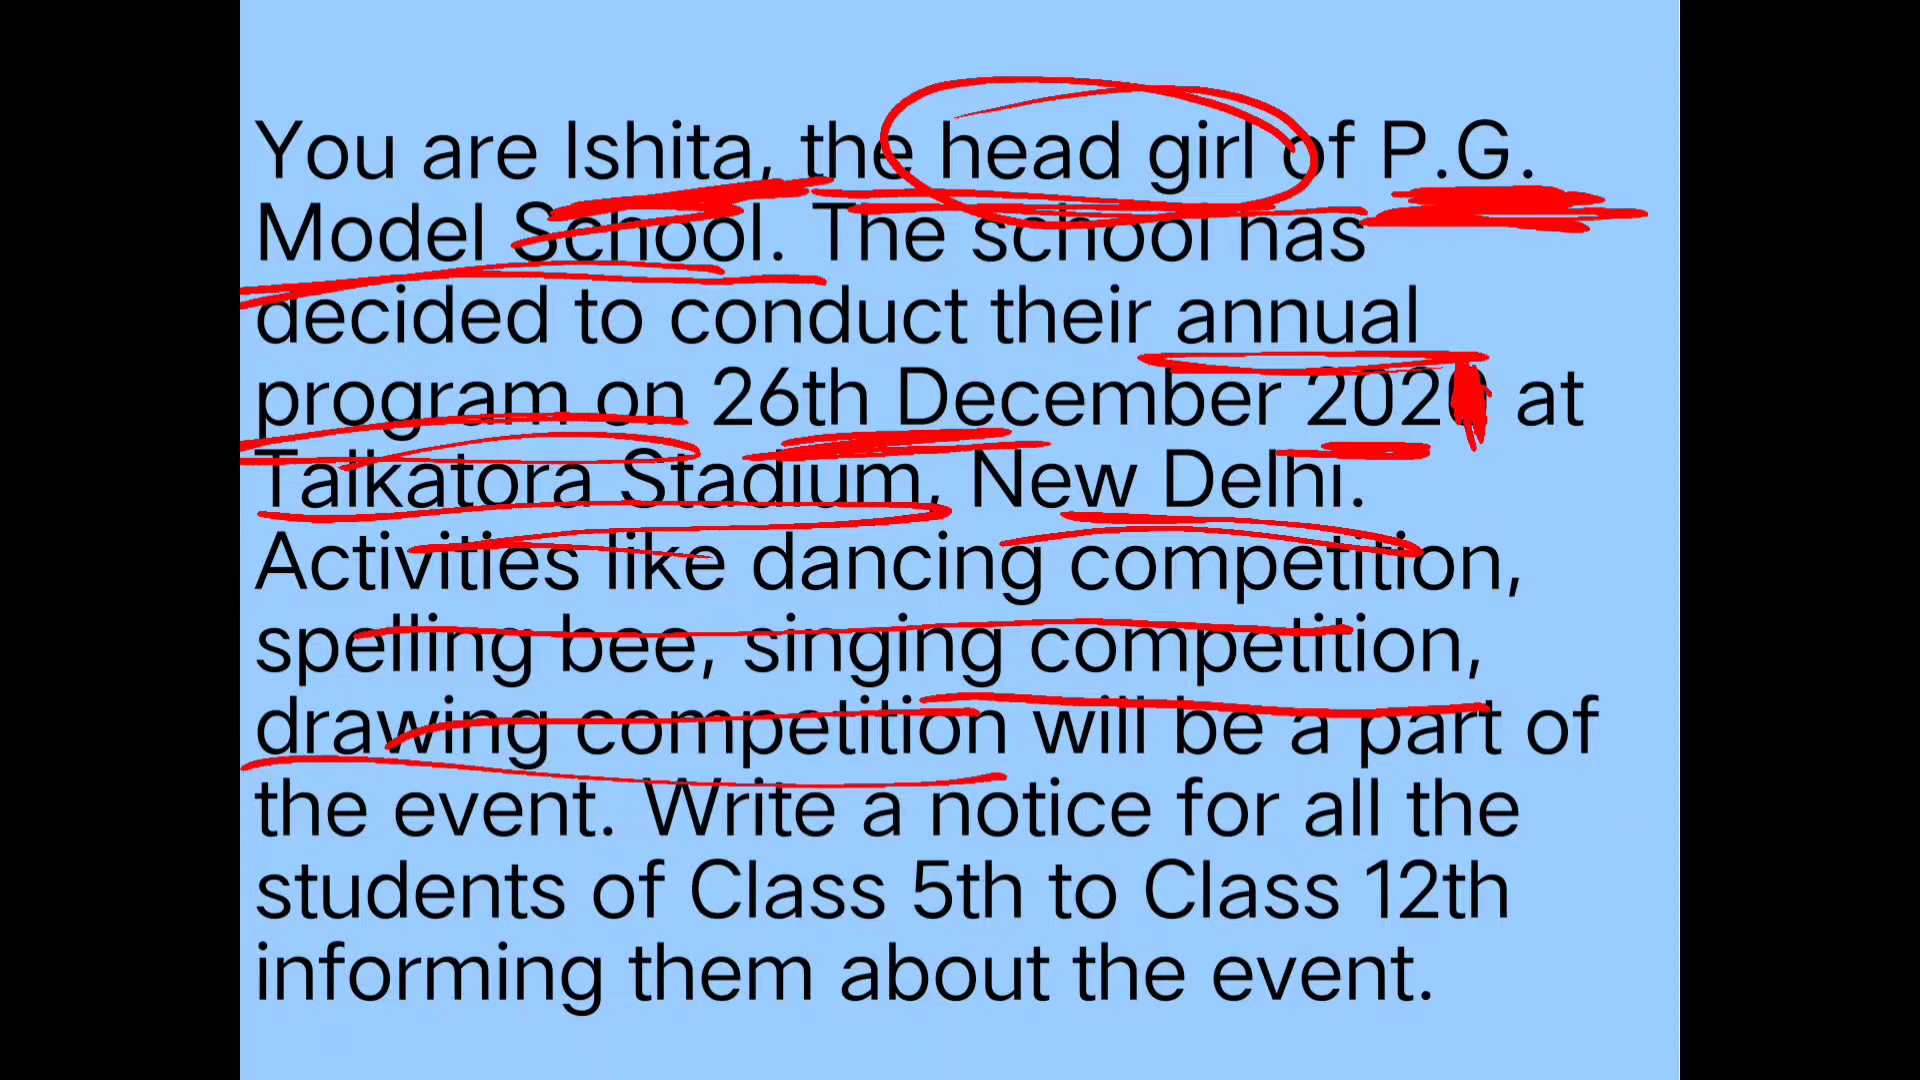 You are Ishita, the head girl of P.G.
Model School. The school has
decided to conduct their annual
program on 26th December at
Talkatora Stadium, New Delhi.
Activities like dancing competition,
spelling bee, singing competition,
drawing competition will be a part of
the event. Write a notice for all the
students of Class 5th to Class 12th
informing them about the event.